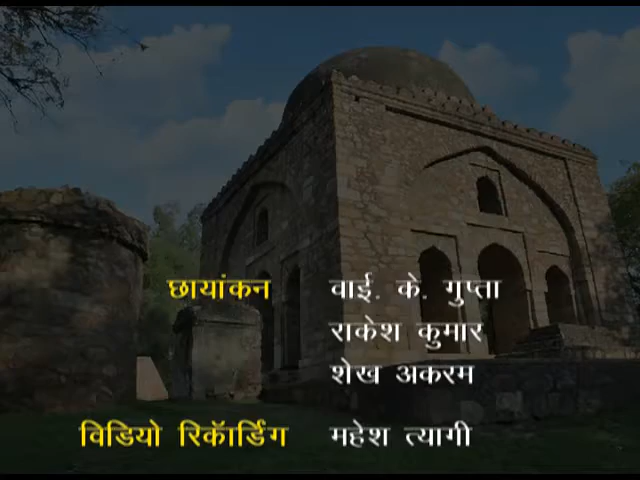 छायांकन वाई. के. गुप्ता
राकेश कुमार
शेख अकरम
विडियो रिकॅार्डिंग महेश त्यागी